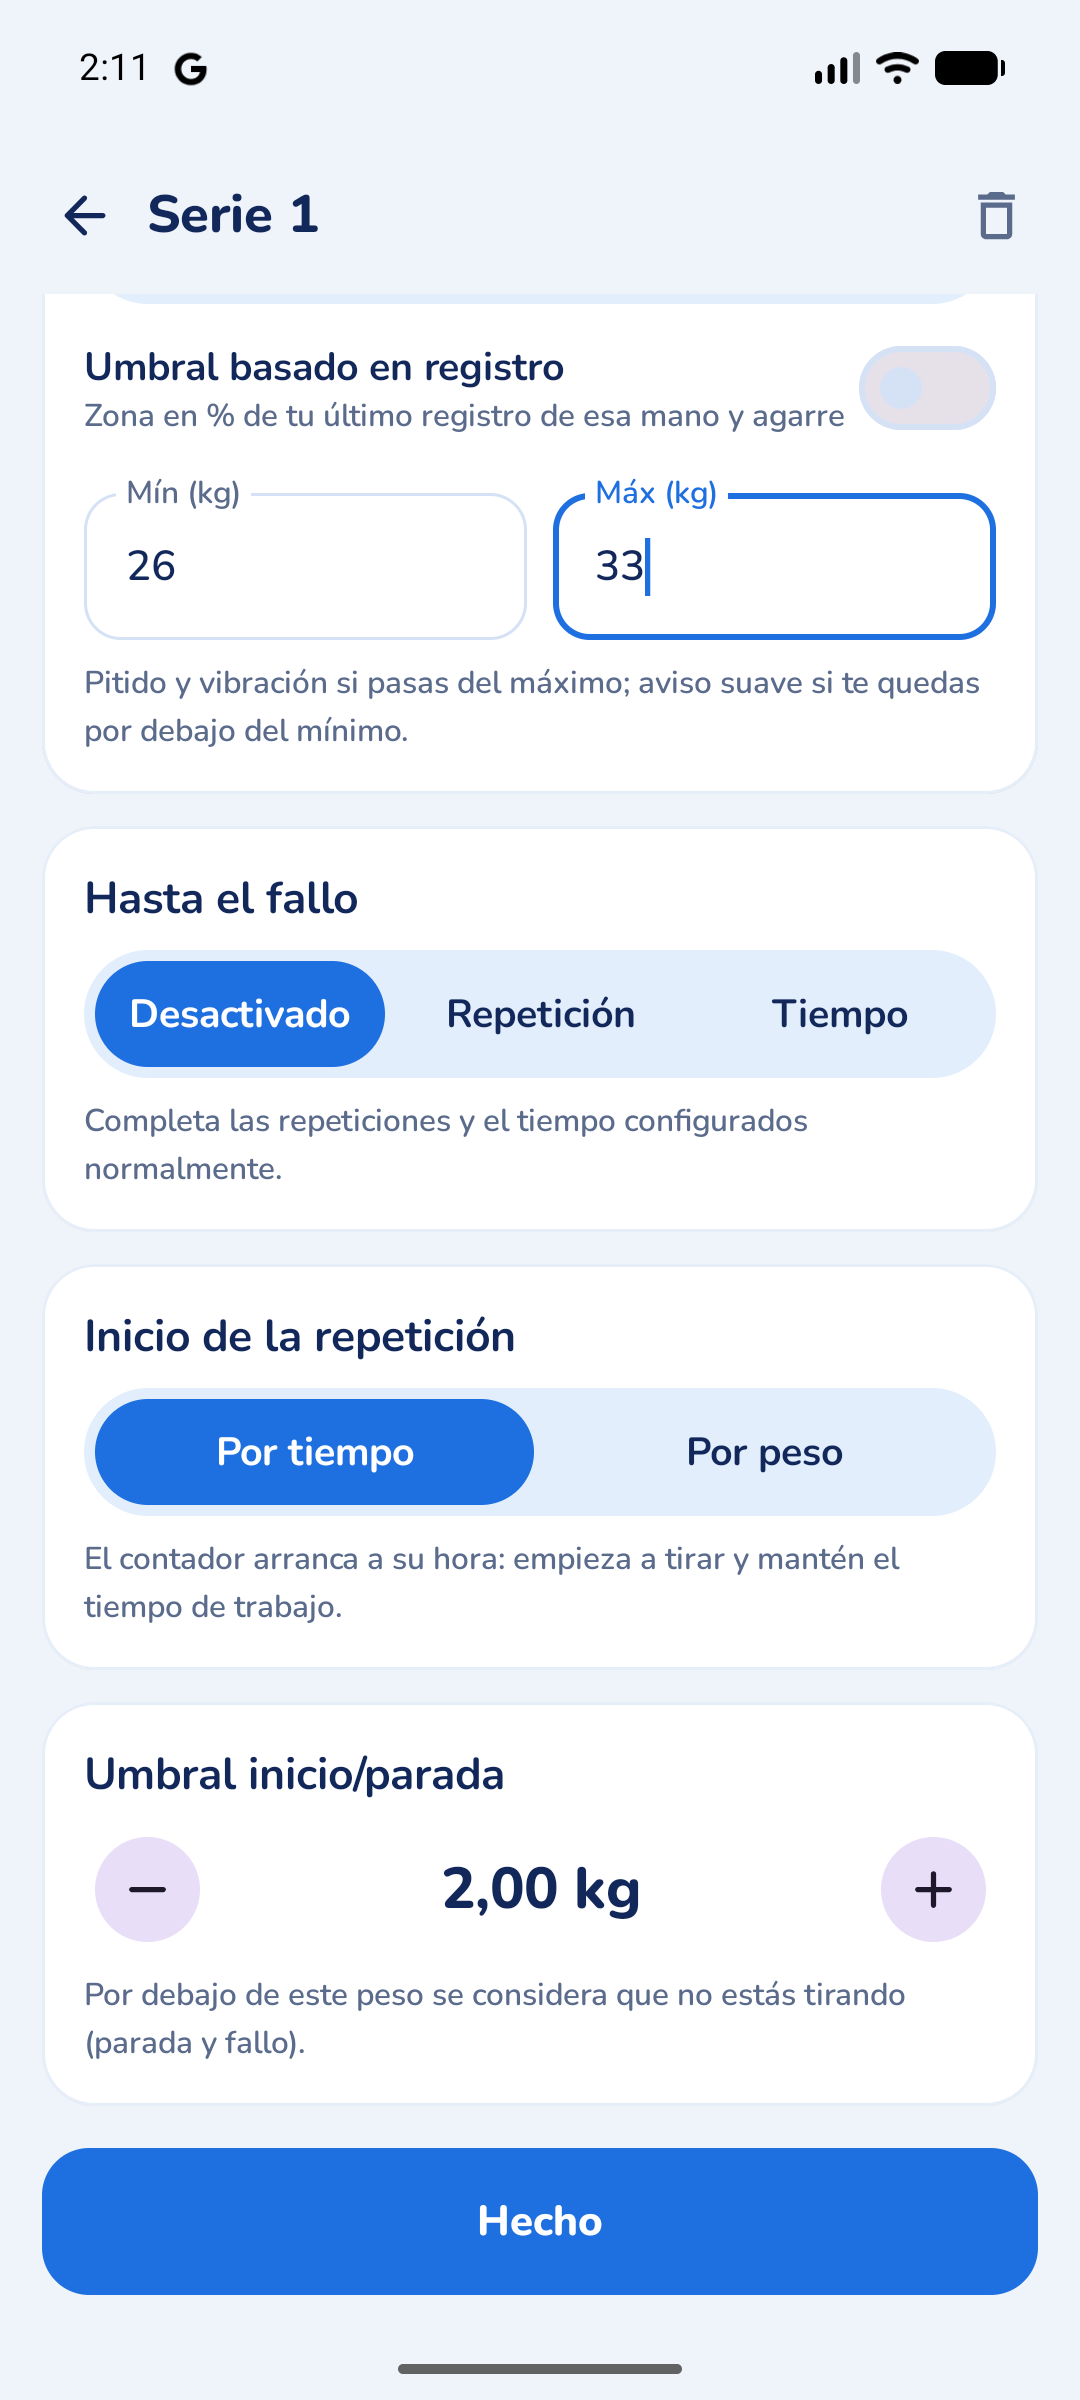 2:11 G
Serie 1
Umbral basado en registro
Zona en % de tu último registro de esa mano y agarre
Mín (kg)
Máx (kg)
26
33
Pitido y vibración si pasas del máximo; aviso suave si te quedas
por debajo del mínimo.
Hasta el fallo
Desactivado
Repetición
Tiempo
Completa las repeticiones y el tiempo configurados
normalmente.
Inicio de la repetición
Por tiempo
Por peso
El contador arranca a su hora: empieza a tirar y mantén el
tiempo de trabajo.
Umbral inicio/parada
2,00 kg
Por debajo de este peso se considera que no estás tirando
(parada y fallo).
Hecho